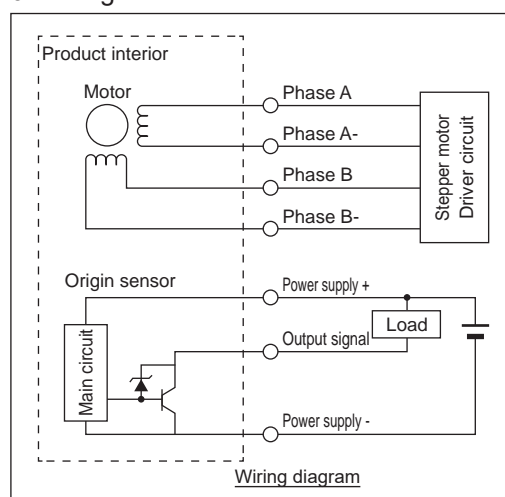 Product interior
Motor
Phase A
Phase A-
Phase B
Phase B-
Stepper motor
Driver circuit
Origin sensor
Main circuit
Power supply +
Output signal
Load
Power supply -
Wiring diagram